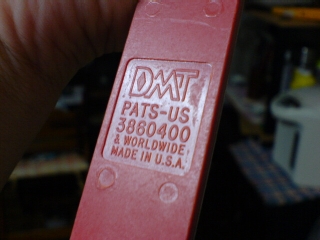 DMT
PATS-US
3860400
& WORLDWIDE
MADE IN U.S.A.